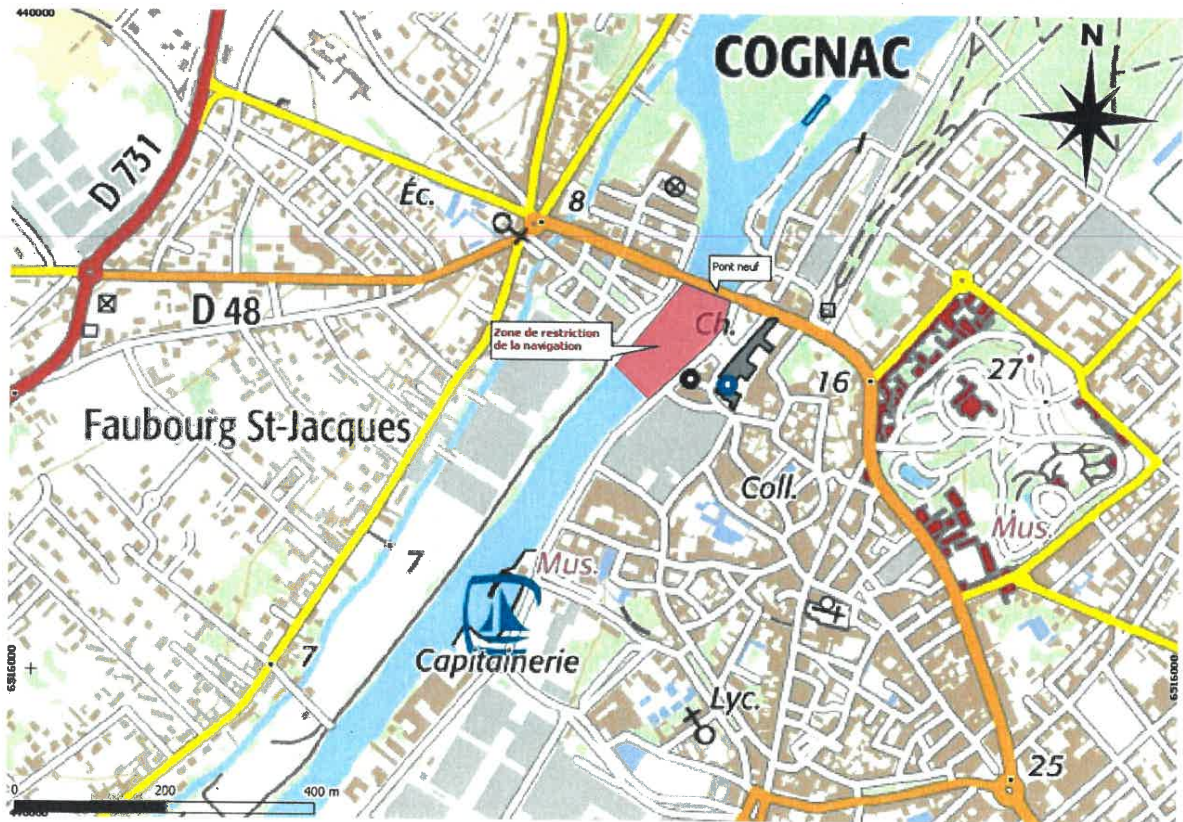 440000
COGNAC
N
D 731
Éc.
8
Pont neuf
D 48
Zone de restriction
de la navigation
Ch.
16
27
Faubourg St-Jacques
Coll.
Mus.
7
Mus.
Capitainerie
7
Lyc.
6516000
6516000
25
0
200
400 m